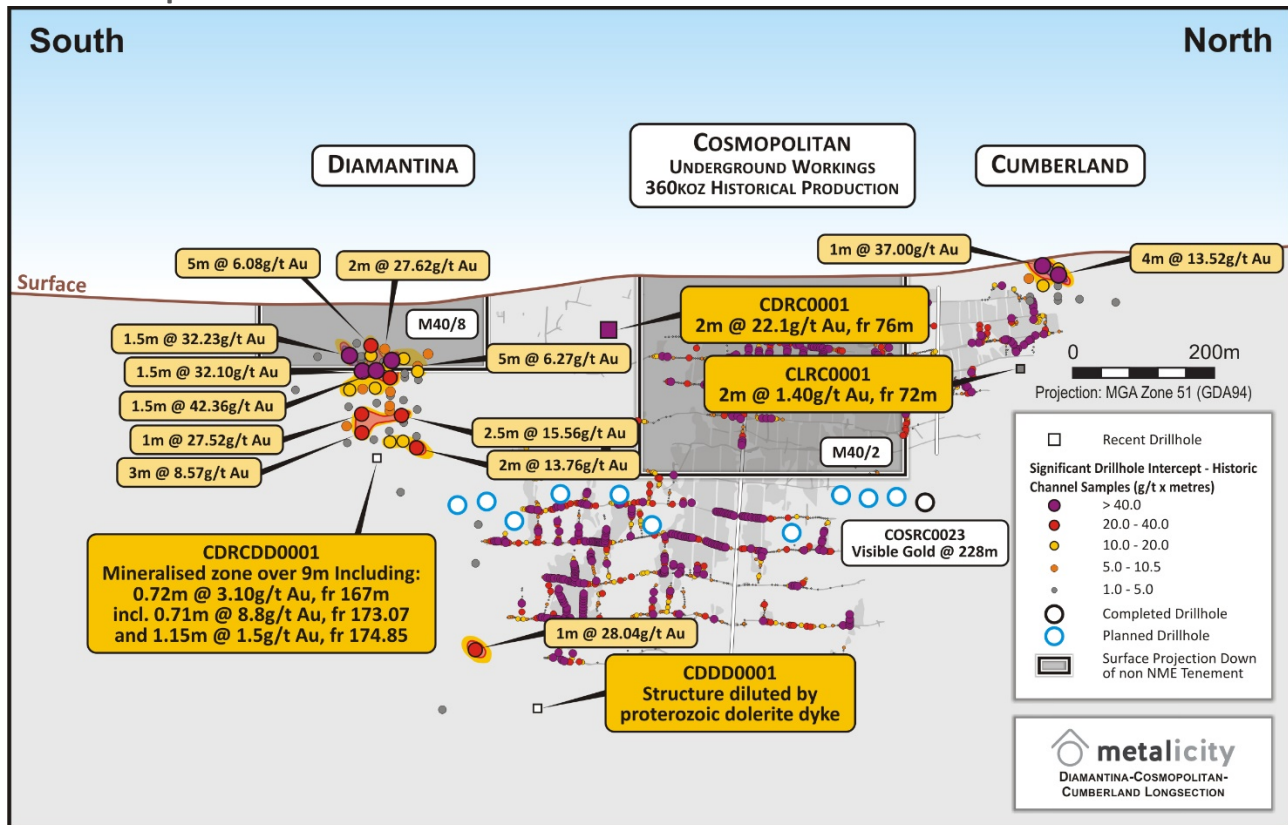 South
North
DIAMANTINA
COSMOPOLITAN
UNDERGROUND WORKINGS
360KOZ HISTORICAL PRODUCTION
CUMBERLAND
5m @ 6.08g/t Au
2m @ 27.62g/t Au
1m @ 37.00g/t Au
4m @ 13.52g/t Au
Surface
M40/8
1.5m @ 32.23g/t Au
5m @ 6.27g/t Au
1.5m @ 32.10g/t Au
1.5m @ 42.36g/t Au
1m @ 27.52g/t Au
3m @ 8.57g/t Au
2.5m @ 15.56g/t Au
2m @ 13.76g/t Au
CDRC0001
2m @ 22.1g/t Au, fr 76m
CLRC0001
2m @ 1.40g/t Au, fr 72m
M40/2
0
200m
Projection: MGA Zone 51 (GDA94)
COSRC0023
Visible Gold @ 228m
CDRCDD0001
Mineralised zone over 9m Including:
0.72m @ 3.10g/t Au, fr 167m
incl. 0.71m @ 8.8g/t Au, fr 173.07
and 1.15m @ 1.5g/t Au, fr 174.85
1m @ 28.04g/t Au
CDDD0001
Structure diluted by
proterozoic dolerite dyke
Recent Drillhole
Significant Drillhole Intercept - Historic
Channel Samples (g/t x metres)
> 40.0
20.0 - 40.0
10.0 - 20.0
5.0 - 10.5
1.0 - 5.0
Completed Drillhole
Planned Drillhole
Surface Projection Down
of non NME Tenement
metalicity
DIAMANTINA-COSMOPOLITAN-
CUMBERLAND LONGSECTION